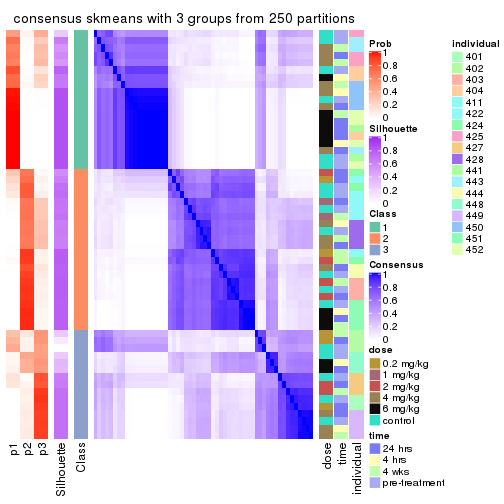 consensus skmeans with 3 groups from 250 partitions
Prob
1
0.8
0.6
0.4
0.2
0
Silhouette
1
0.8
0.6
0.4
0.2
0
Class
1
2
3
Consensus
1
0.8
0.6
0.4
0.2
0
dose
0.2 mg/kg
1 mg/kg
2 mg/kg
4 mg/kg
6 mg/kg
control
time
24 hrs
4 hrs
4 wks
pre-treatment
Individual
401
402
403
404
411
422
424
425
427
428
441
443
444
448
449
450
451
452
p1
p2
p3
Silhouette
Class
dose
time
individual